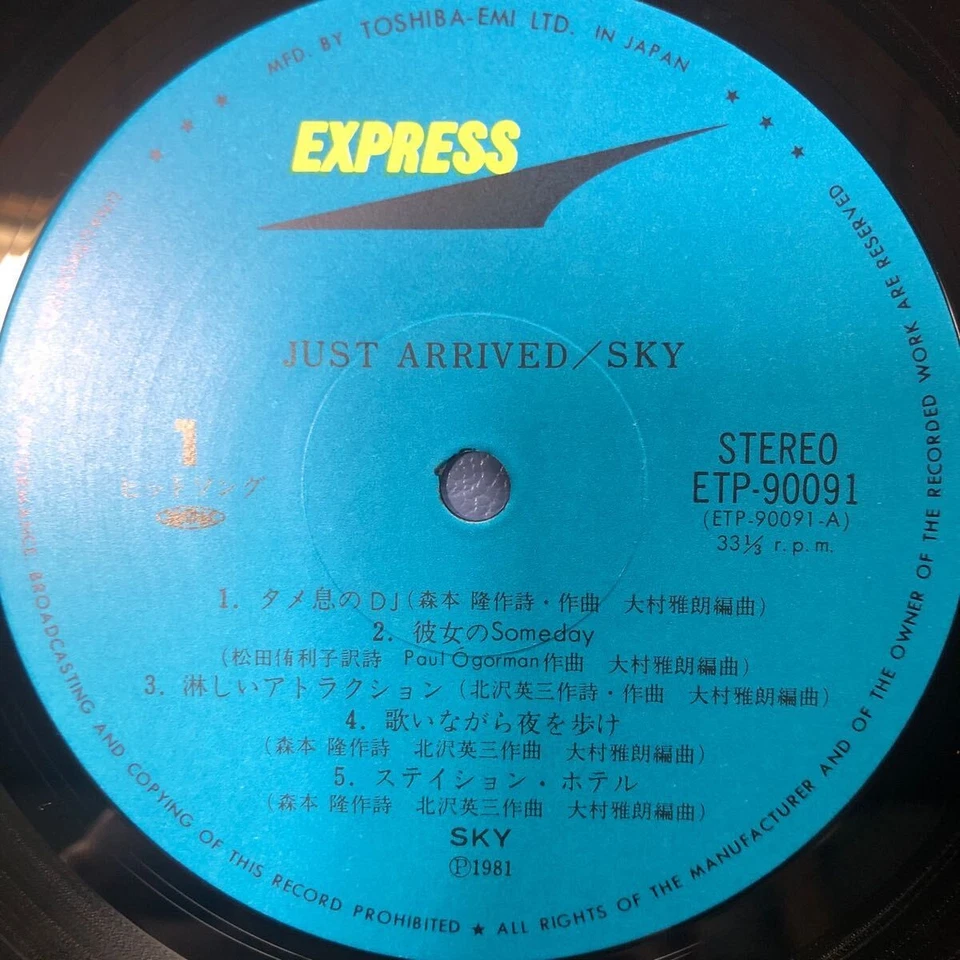 MFD. BY TOSHIBA-EMI LTD. IN JAPAN
EXPRESS
JUST ARRIVED／SKY
1
ヒットソング
STEREO
ETP-90091
(ETP-90091-A)
33⅓ r.p.m.
1. タメ息のDJ(森本 隆作詩・作曲 大村雅朗編曲)
2. 彼女のSomeday
(松田侑利子訳詩 Paul Ógorman作曲 大村雅朗編曲)
3. 淋しいアトラクション (北沢英三作詩・作曲 大村雅朗編曲)
4. 歌いながら夜を歩け
(森本 隆作詩 北沢英三作曲 大村雅朗編曲)
5. ステイション・ホテル
(森本 隆作詩 北沢英三作曲 大村雅朗編曲)
SKY
Ⓟ1981
BROADCASTING AND COPYING OF THIS RECORD PROHIBITED ★ ALL RIGHTS OF THE MANUFACTURER AND OF THE OWNER OF THE RECORDED WORK ARE RESERVED